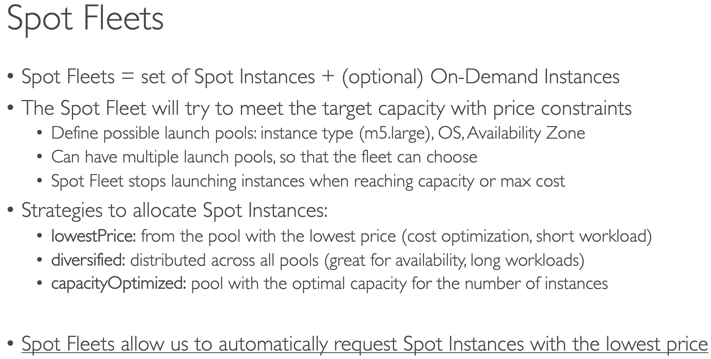 Spot Fleets
• Spot Fleets = set of Spot Instances + (optional) On-Demand Instances
• The Spot Fleet will try to meet the target capacity with price constraints
• Define possible launch pools: instance type (m5.large), OS, Availability Zone
• Can have multiple launch pools, so that the fleet can choose
• Spot Fleet stops launching instances when reaching capacity or max cost
• Strategies to allocate Spot Instances:
• lowestPrice: from the pool with the lowest price (cost optimization, short workload)
• diversified: distributed across all pools (great for availability, long workloads)
• capacityOptimized: pool with the optimal capacity for the number of instances
• Spot Fleets allow us to automatically request Spot Instances with the lowest price